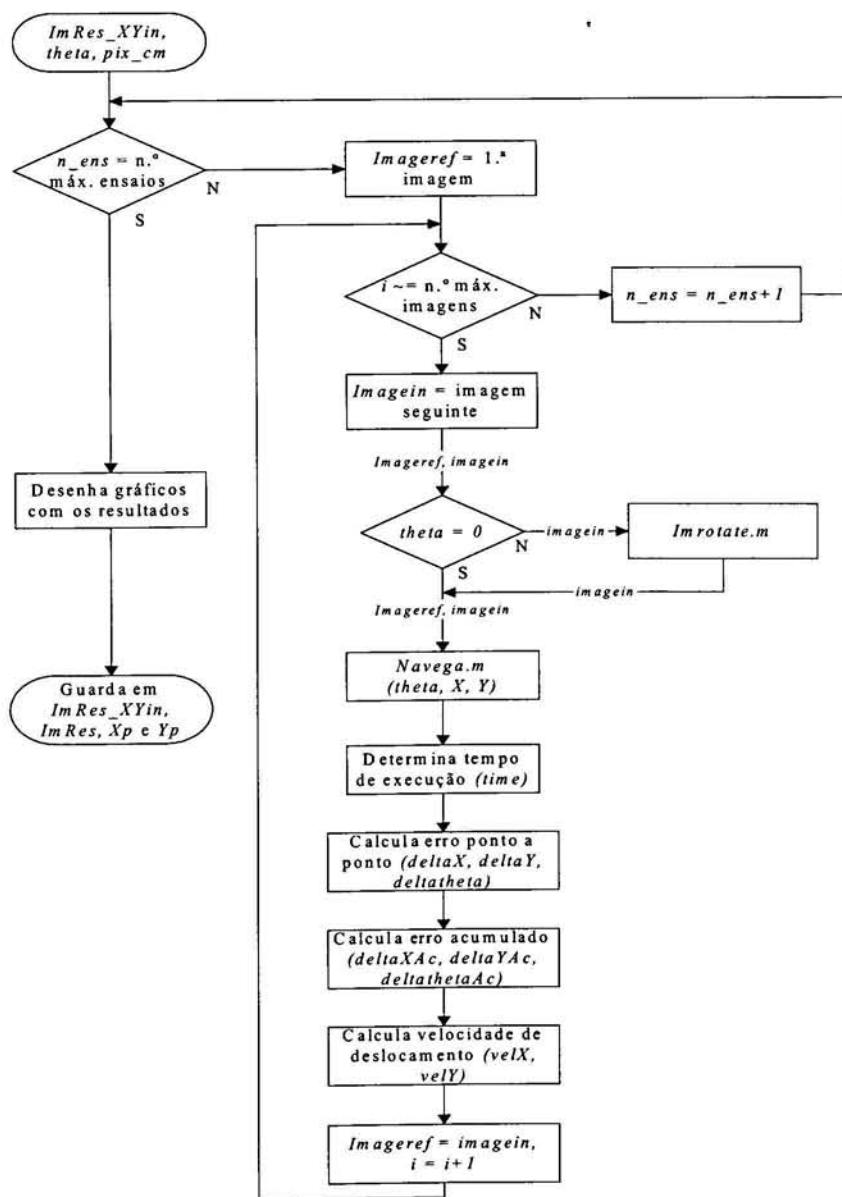 ImRes_XYin,
theta, pix_cm
n_ens = n.º
máx. ensaios
N
S
Imageref = 1.ª
imagem
i ~= n.º máx.
imagens
N
S
n_ens = n_ens+1
Imagein = imagem
seguinte
Imageref, imagein
theta = 0
N
imagein
Imrotate.m
S
imagein
Imageref, imagein
Desenha gráficos
com os resultados
Guarda em
ImRes_XYin,
ImRes, Xp e Yp
Navega.m
(theta, X, Y)
Determina tempo
de execução (time)
Calcula erro ponto a
ponto (deltaX, deltaY,
deltatheta)
Calcula erro acumulado
(deltaXAc, deltaYAc,
deltathetaAc)
Calcula velocidade de
deslocamento (velX,
velY)
Imageref = imagein,
i = i+1